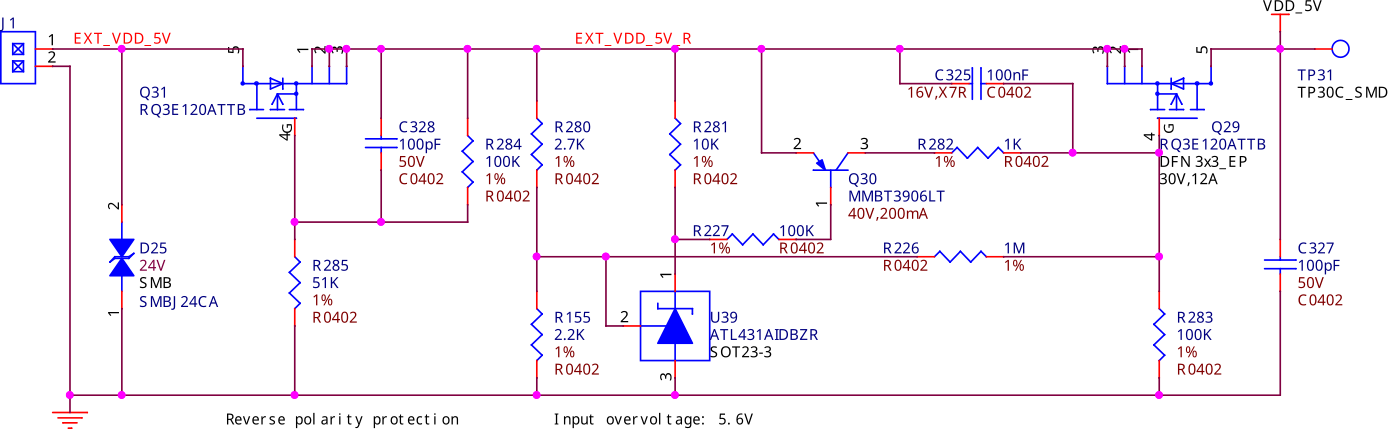 VDD_5V
J1
1
EXT_VDD_5V
EXT_VDD_5V_R
2
5
1
2
3
3
2
1
5
Q31
RQ3E120ATTB
4
G
C328
100pF
50V
C0402
R284
100K
1%
R0402
R280
2.7K
1%
R0402
R281
10K
1%
R0402
C325
100nF
16V,X7R
C0402
2
3
R282
1K
1%
R0402
Q30
MMBT3906LT
40V,200mA
1
4
G
Q29
RQ3E120ATTB
DFN 3x3_EP
30V,12A
TP31
TP30C_SMD
2
D25
24V
SMB
SMBJ24CA
1
R285
51K
1%
R0402
R227
100K
1%
R0402
R226
1M
R0402
1%
C327
100pF
50V
C0402
R155
2.2K
1%
R0402
1
2
U39
ATL431AIDBZR
SOT23-3
3
R283
100K
1%
R0402
Reverse polarity protection
Input overvoltage: 5.6V